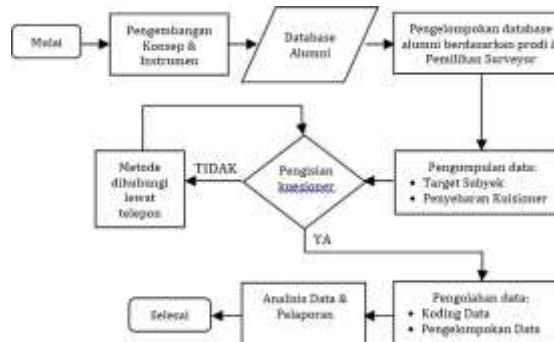 Mulai
Pengembangan
Konsep &
Instrumen
Database
Alumni
Pengelompokan database
alumni berdasarkan prodi
Pemilihan Surveyor
Metode
dihubungi
lewat
telepon
TIDAK
Pengisian
kuesioner
Pengumpulan data:
• Target Subyek
• Penyebaran Kuisioner
YA
Selesai
Analisis Data &
Pelaporan
Pengolahan data:
• Koding Data
• Pengelompokan Data